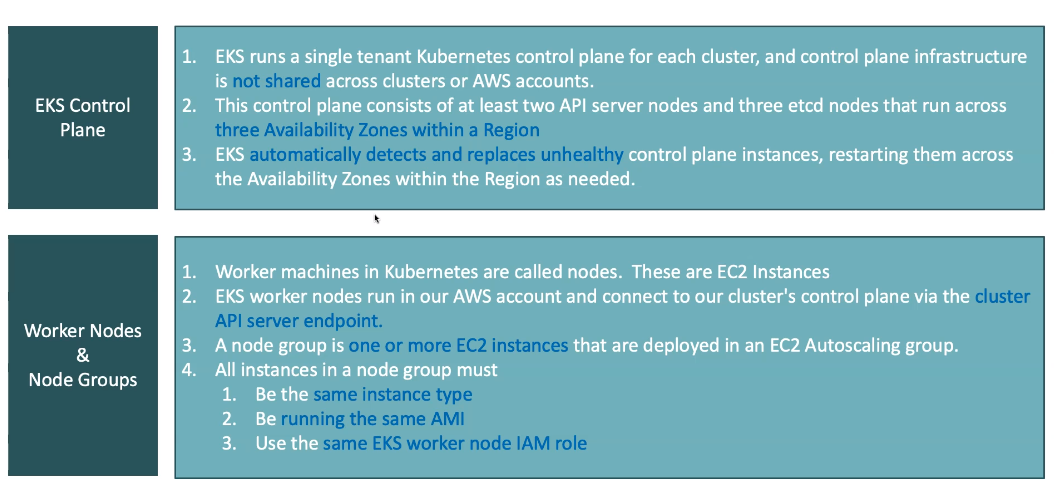 EKS Control
Plane
1. EKS runs a single tenant Kubernetes control plane for each cluster, and control plane infrastructure
is not shared across clusters or AWS accounts.
2. This control plane consists of at least two API server nodes and three etcd nodes that run across
three Availability Zones within a Region
3. EKS automatically detects and replaces unhealthy control plane instances, restarting them across
the Availability Zones within the Region as needed.
Worker Nodes
&
Node Groups
1. Worker machines in Kubernetes are called nodes. These are EC2 Instances
2. EKS worker nodes run in our AWS account and connect to our cluster's control plane via the cluster
API server endpoint.
3. A node group is one or more EC2 instances that are deployed in an EC2 Autoscaling group.
4. All instances in a node group must
1. Be the same instance type
2. Be running the same AMI
3. Use the same EKS worker node IAM role